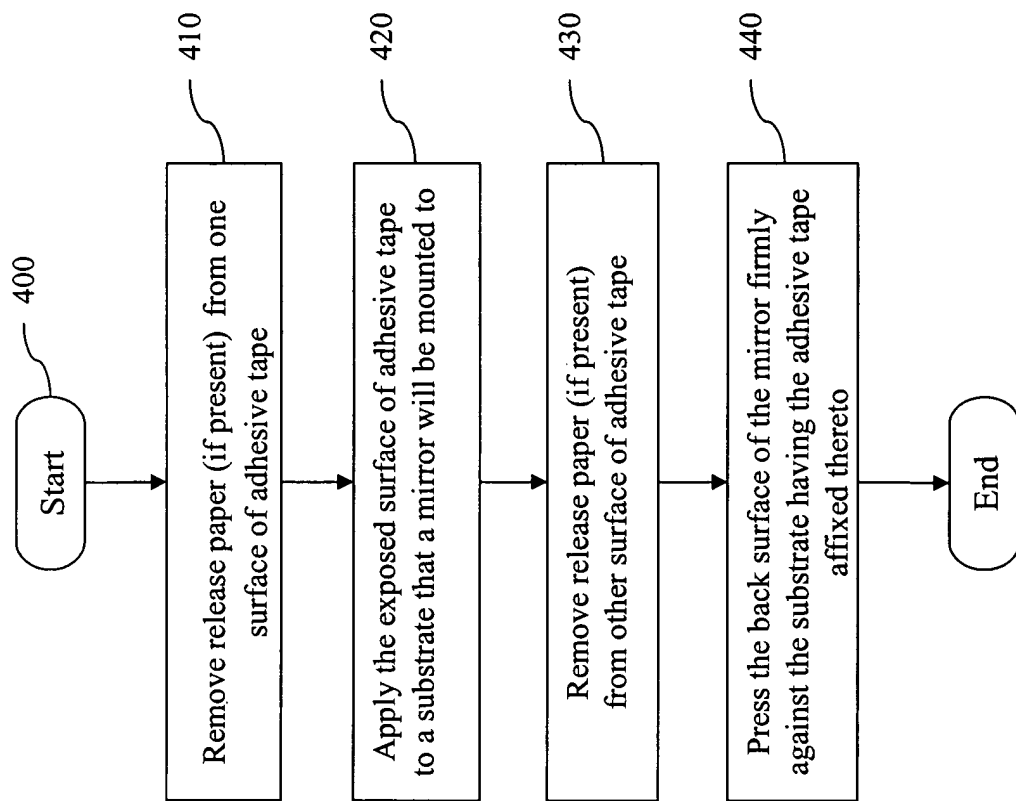 400
Start
410
Remove release paper (if present) from one
surface of adhesive tape
420
Apply the exposed surface of adhesive tape
to a substrate that a mirror will be mounted to
430
Remove release paper (if present)
from other surface of adhesive tape
440
Press the back surface of the mirror firmly
against the substrate having the adhesive tape
affixed thereto
End